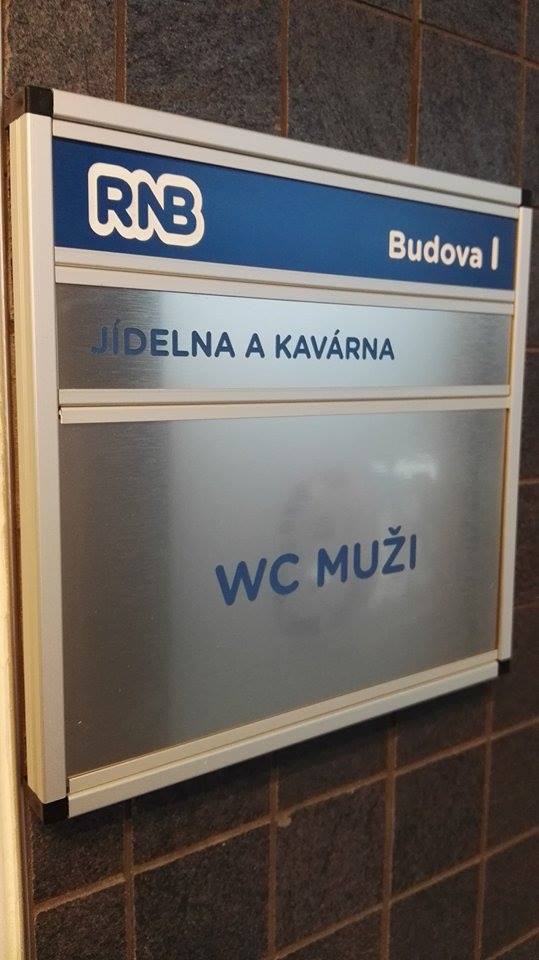 RNB
Budova I
JÍDELNA A KAVÁRNA
WC MUŽI